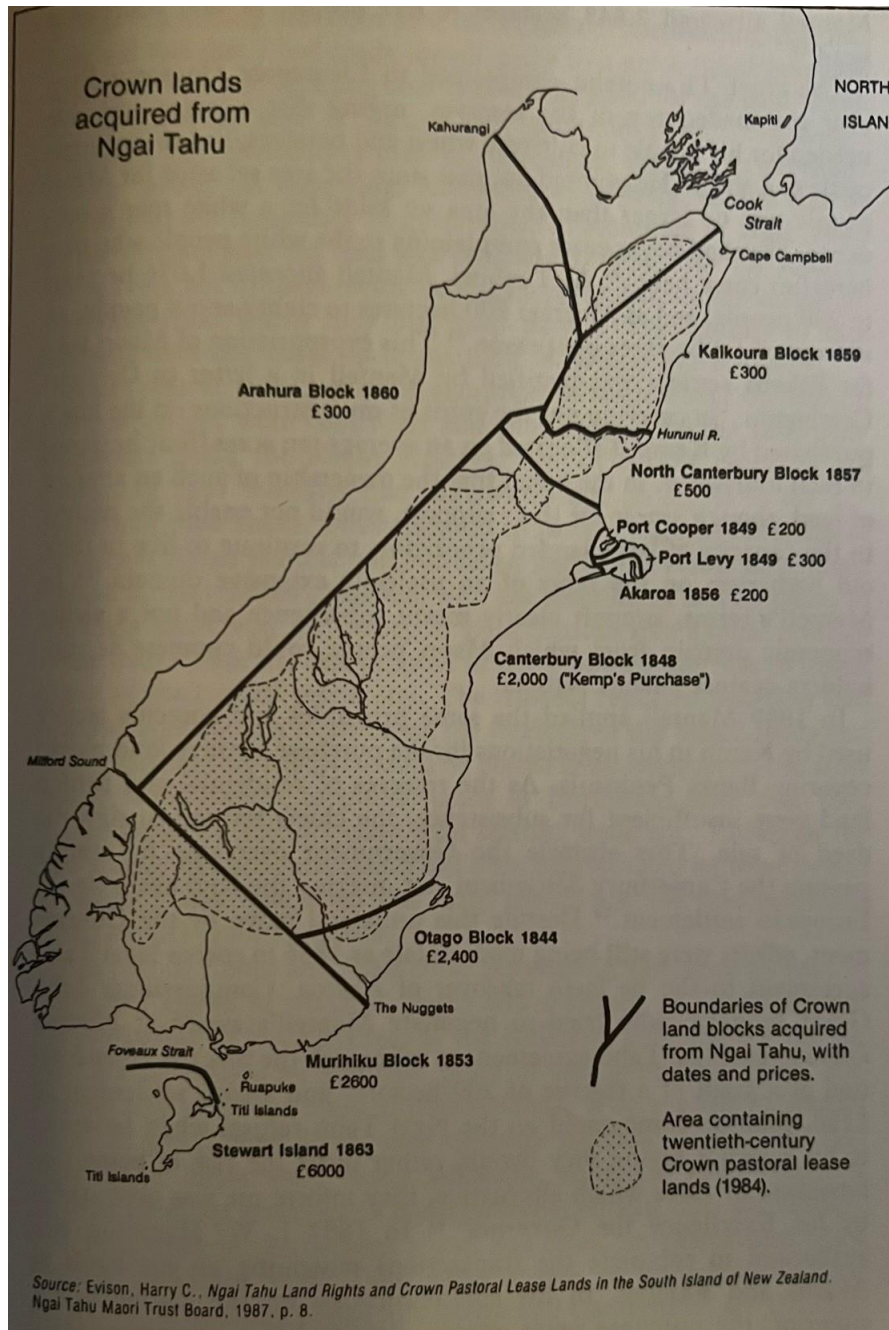 Crown lands
acquired from
Ngai Tahu
NORTH
ISLAN
Kapiti
Kahurangi
Cook
Strait
Cape Campbell
Kaikoura Block 1859
£300
Arahura Block 1860
£300
Hurunui R.
North Canterbury Block 1857
£500
Port Cooper 1849 £200
Port Levy 1849 £300
Akaroa 1856 £200
Canterbury Block 1848
£2,000 ("Kemp's Purchase")
Milford Sound
Otago Block 1844
£2,400
The Nuggets
Boundaries of Crown
land blocks acquired
from Ngai Tahu, with
dates and prices.
Foveaux Strait
Murihiku Block 1853
£2600
Ruapuke
Titi Islands
Stewart Island 1863
£6000
Titi Islands
Area containing
twentieth-century
Crown pastoral lease
lands (1984).
Source: Evison, Harry C., Ngai Tahu Land Rights and Crown Pastoral Lease Lands in the South Island of New Zealand.
Ngai Tahu Maori Trust Board, 1987, p. 8.